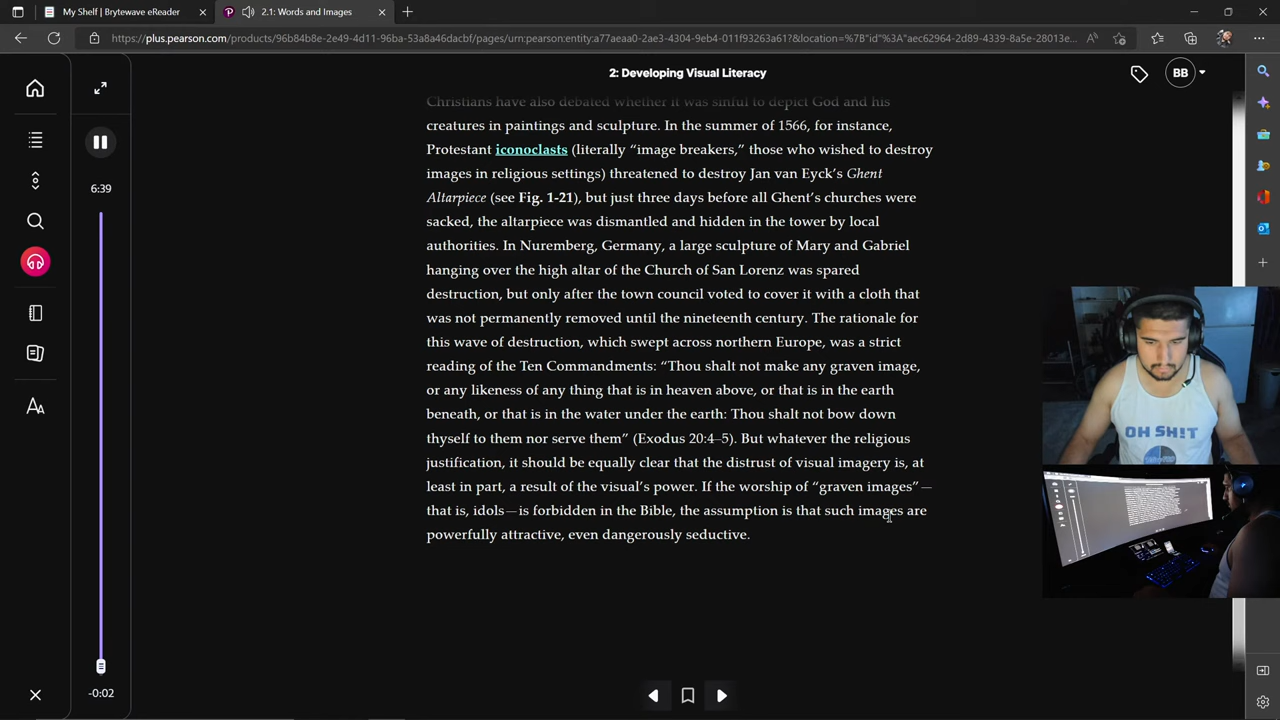 My Shelf | Brytewave eReader
2.1: Words and Images
https://plus.pearson.com/products/96b84b8e-2e49-4d11-96ba-53a8a46dacbf/pages/urn:pearson:entity:a77eaea0-2ae3-4304-9eb4-011f93263a61?&location=%7B"id"%3A"aec62964-2d89-4339-8a5e-28013e...
2: Developing Visual Literacy
BB
6:39
Christians have also debated whether it was sinful to depict God and his
creatures in paintings and sculpture. In the summer of 1566, for instance,
Protestant iconoclasts (literally “image breakers,” those who wished to destroy
images in religious settings) threatened to destroy Jan van Eyck’s Ghent
Altarpiece (see Fig. 1-21), but just three days before all Ghent’s churches were
sacked, the altarpiece was dismantled and hidden in the tower by local
authorities. In Nuremberg, Germany, a large sculpture of Mary and Gabriel
hanging over the high altar of the Church of San Lorenz was spared
destruction, but only after the town council voted to cover it with a cloth that
was not permanently removed until the nineteenth century. The rationale for
this wave of destruction, which swept across northern Europe, was a strict
reading of the Ten Commandments: “Thou shalt not make any graven image,
or any likeness of any thing that is in heaven above, or that is in the earth
beneath, or that is in the water under the earth: Thou shalt not bow down
thyself to them nor serve them” (Exodus 20:4–5). But whatever the religious
justification, it should be equally clear that the distrust of visual imagery is, at
least in part, a result of the visual’s power. If the worship of “graven images”—
that is, idols—is forbidden in the Bible, the assumption is that such images are
powerfully attractive, even dangerously seductive.
-0:02
OH SH!T